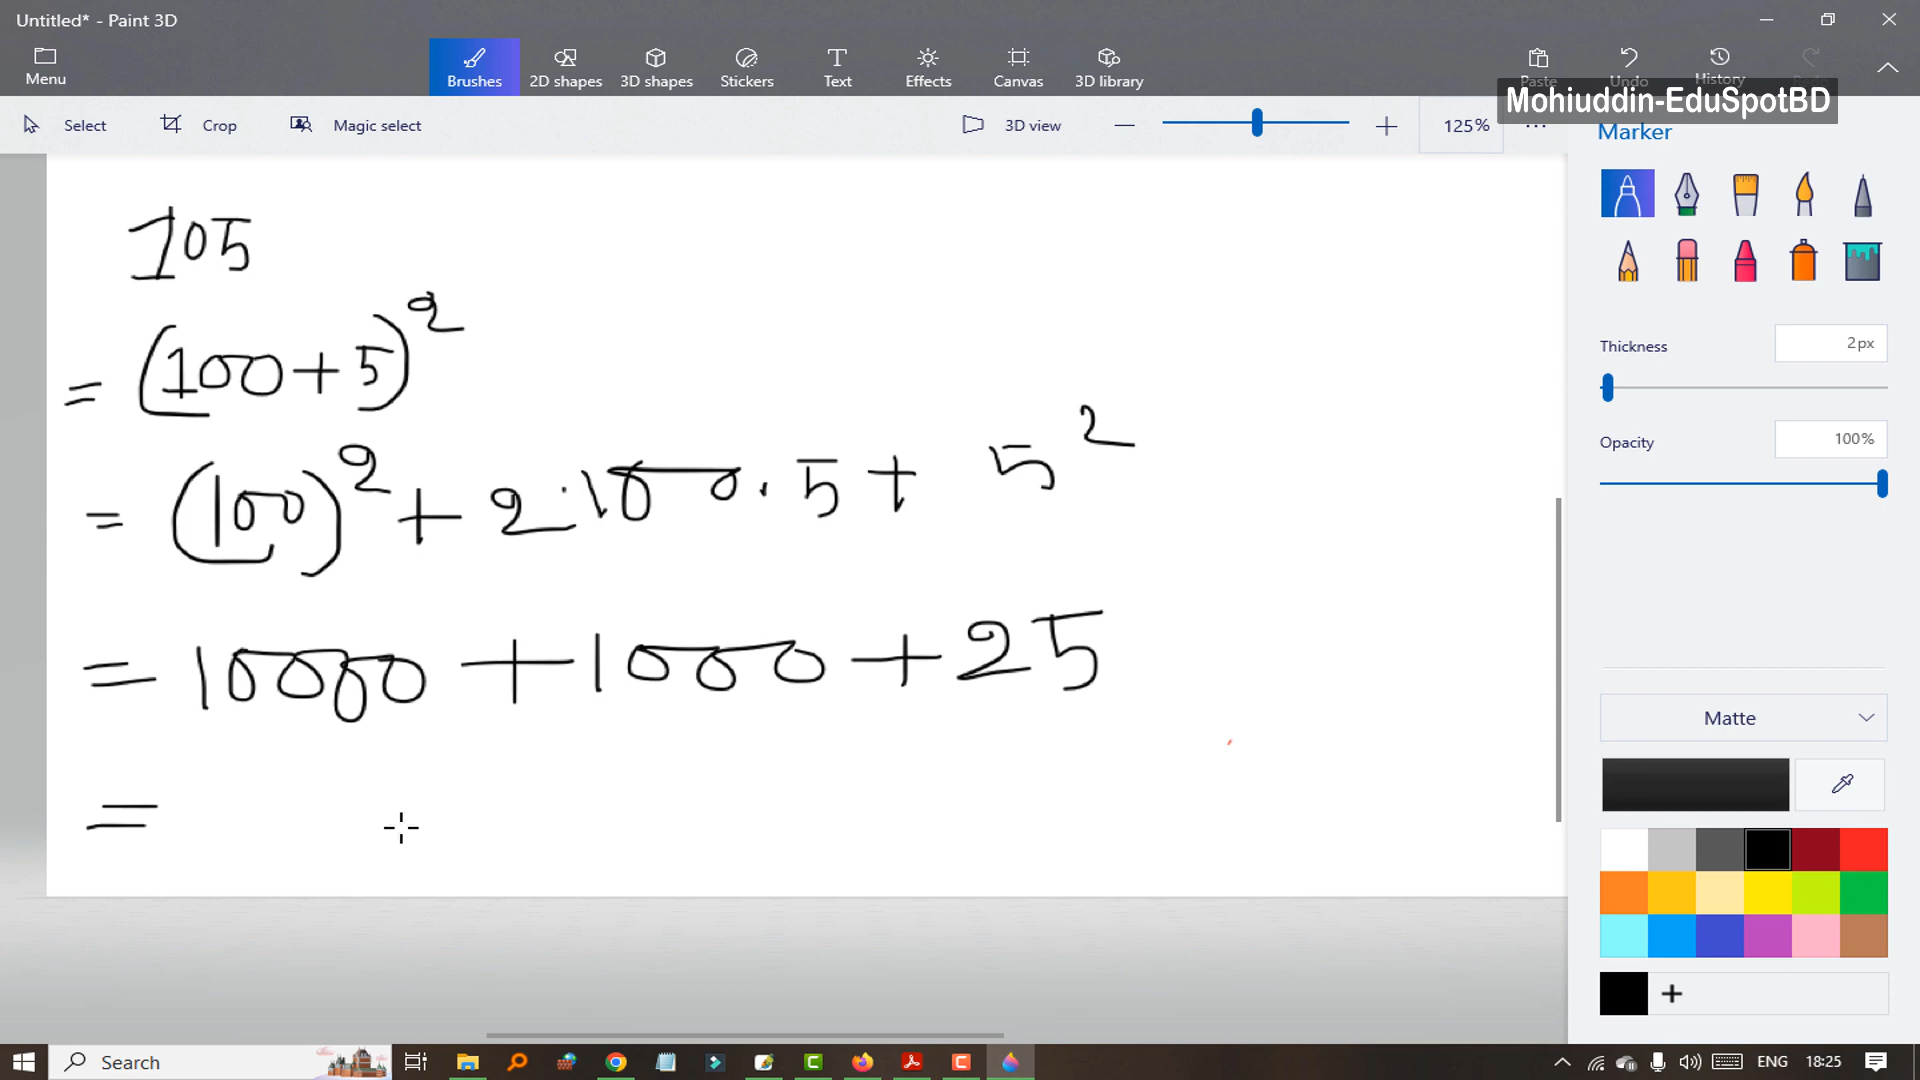 Untitled* - Paint 3D
Menu
Brushes 2D shapes 3D shapes Stickers Text Effects Canvas 3D library Paste Undo History Redo
Mohiuddin-EduSpotBD
Select Crop Magic select 3D view 125% ...
Marker
105
= (100+5)²
= (100)² + 2.100.5 + 5²
= 10000 + 1000 + 25
=
Thickness 2px
Opacity 100%
Matte
+
Search ENG 18:25